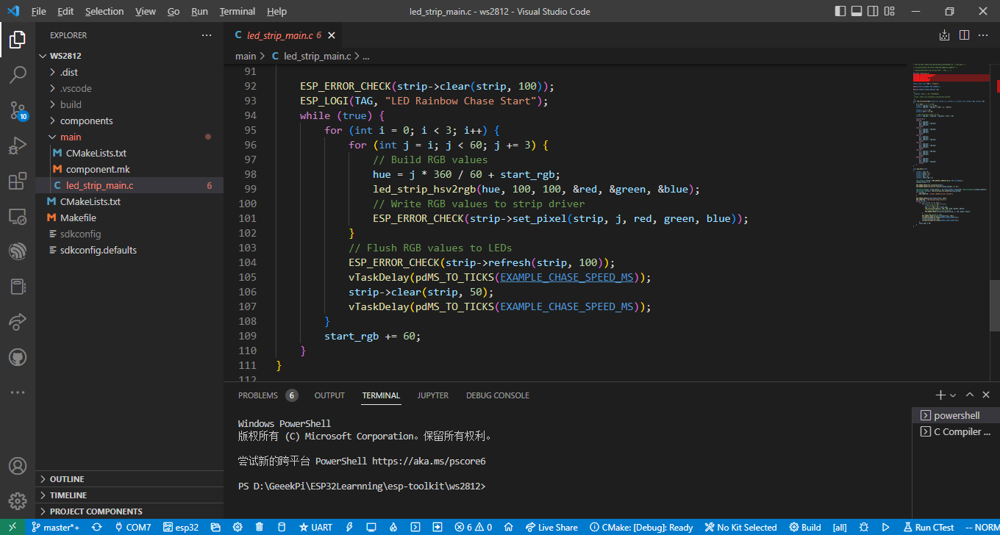 File Edit Selection View Go Run Terminal Help led_strip_main.c - ws2812 - Visual Studio Code
EXPLORER
WS2812
.dist
.vscode
build
components
main
CMakeLists.txt
component.mk
led_strip_main.c 6
CMakeLists.txt
Makefile
sdkconfig
sdkconfig.defaults
OUTLINE
TIMELINE
PROJECT COMPONENTS
10
C led_strip_main.c 6
main > C led_strip_main.c > ...
91
92 ESP_ERROR_CHECK(strip->clear(strip, 100));
93 ESP_LOGI(TAG, "LED Rainbow Chase Start");
94 while (true) {
95 for (int i = 0; i < 3; i++) {
96 for (int j = i; j < 60; j += 3) {
97 // Build RGB values
98 hue = j * 360 / 60 + start_rgb;
99 led_strip_hsv2rgb(hue, 100, 100, &red, &green, &blue);
100 // Write RGB values to strip driver
101 ESP_ERROR_CHECK(strip->set_pixel(strip, j, red, green, blue));
102 }
103 // Flush RGB values to LEDs
104 ESP_ERROR_CHECK(strip->refresh(strip, 100));
105 vTaskDelay(pdMS_TO_TICKS(EXAMPLE_CHASE_SPEED_MS));
106 strip->clear(strip, 50);
107 vTaskDelay(pdMS_TO_TICKS(EXAMPLE_CHASE_SPEED_MS));
108 }
109 start_rgb += 60;
110 }
111 }
112
PROBLEMS 6 OUTPUT TERMINAL JUPYTER DEBUG CONSOLE
Windows PowerShell
版权所有 (C) Microsoft Corporation。保留所有权利。
尝试新的跨平台 PowerShell https://aka.ms/pscore6
PS D:\GeeekPi\ESP32Learnning\esp-toolkit\ws2812>
powershell
C Compiler ...
master*+ COM7 esp32 UART 6 0 Live Share CMake: [Debug]: Ready No Kit Selected Build [all] Run CTest -- NORM